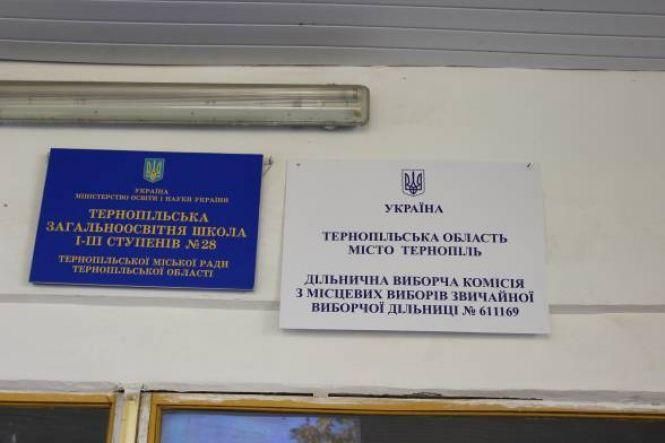 УКРАЇНА
МІНІСТЕРСТВО ОСВІТИ І НАУКИ УКРАЇНИ
ТЕРНОПІЛЬСЬКА
ЗАГАЛЬНООСВІТНЯ ШКОЛА
І-ІІІ СТУПЕНІВ №28
ТЕРНОПІЛЬСЬКОЇ МІСЬКОЇ РАДИ
ТЕРНОПІЛЬСЬКОЇ ОБЛАСТІ
УКРАЇНА
ТЕРНОПІЛЬСЬКА ОБЛАСТЬ
МІСТО ТЕРНОПІЛЬ
ДІЛЬНИЧНА ВИБОРЧА КОМІСІЯ
З МІСЦЕВИХ ВИБОРІВ ЗВИЧАЙНОЇ
ВИБОРЧОЇ ДІЛЬНИЦІ № 611169